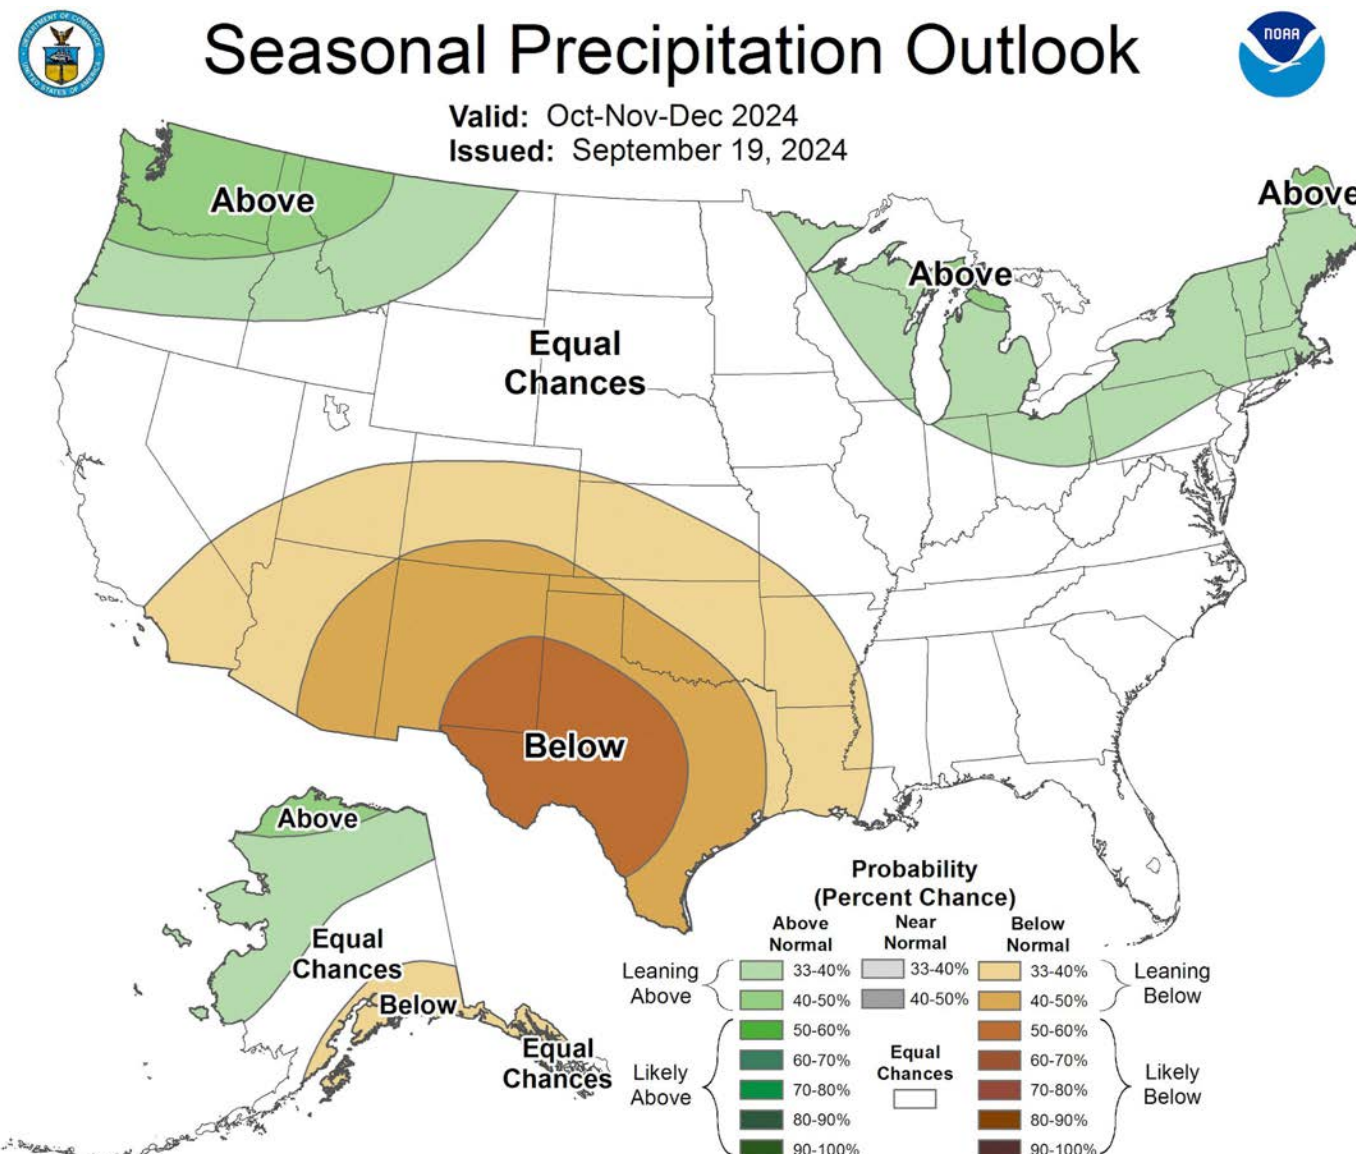 Seasonal Precipitation Outlook
NOAA
Valid: Oct-Nov-Dec 2024
Issued: September 19, 2024
Above
Above
Above
Equal
Chances
Below
Above
Equal
Chances
Below
Equal
Chances
Probability
(Percent Chance)
Above
Normal
Near
Normal
Below
Normal
Leaning
Above
33-40%
33-40%
33-40%
Leaning
Below
40-50%
40-50%
40-50%
50-60%
50-60%
60-70%
Equal
Chances
60-70%
Likely
Above
70-80%
70-80%
Likely
Below
80-90%
80-90%
90-100%
90-100%